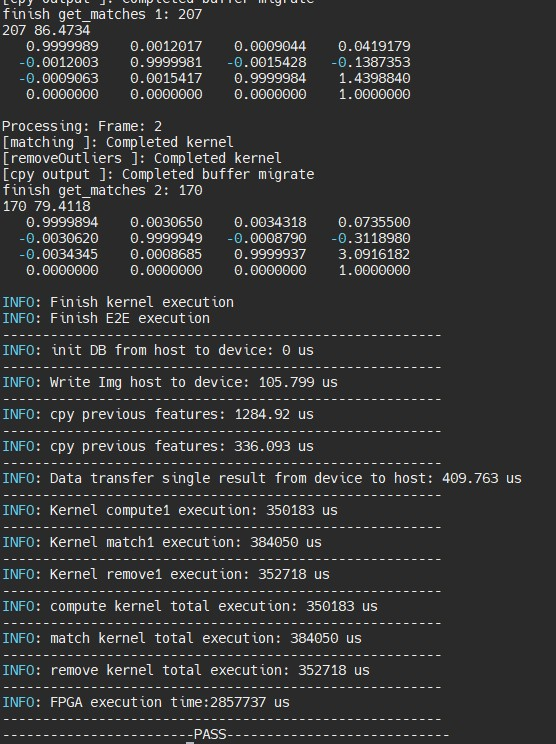 [cpy output ]: Completed buffer migrate
finish get_matches 1: 207
207 86.4734
0.9999989 0.0012017 0.0009044 0.0419179
-0.0012003 0.9999981 -0.0015428 -0.1387353
-0.0009063 0.0015417 0.9999984 1.4398840
0.0000000 0.0000000 0.0000000 1.0000000
Processing: Frame: 2
[matching ]: Completed kernel
[removeOutliers ]: Completed kernel
[cpy output ]: Completed buffer migrate
finish get_matches 2: 170
170 79.4118
0.9999894 0.0030650 0.0034318 0.0735500
-0.0030620 0.9999949 -0.0008790 -0.3118980
-0.0034345 0.0008685 0.9999937 3.0916182
0.0000000 0.0000000 0.0000000 1.0000000
INFO: Finish kernel execution
INFO: Finish E2E execution
-------------------------------------------------------
INFO: init DB from host to device: 0 us
-------------------------------------------------------
INFO: Write Img host to device: 105.799 us
-------------------------------------------------------
INFO: cpy previous features: 1284.92 us
-------------------------------------------------------
INFO: cpy previous features: 336.093 us
-------------------------------------------------------
INFO: Data transfer single result from device to host: 409.763 us
-------------------------------------------------------
INFO: Kernel compute1 execution: 350183 us
-------------------------------------------------------
INFO: Kernel match1 execution: 384050 us
-------------------------------------------------------
INFO: Kernel remove1 execution: 352718 us
-------------------------------------------------------
INFO: compute kernel total execution: 350183 us
-------------------------------------------------------
INFO: match kernel total execution: 384050 us
-------------------------------------------------------
INFO: remove kernel total execution: 352718 us
-------------------------------------------------------
INFO: FPGA execution time:2857737 us
-------------------------------------------------------
------------------------PASS----------------------------